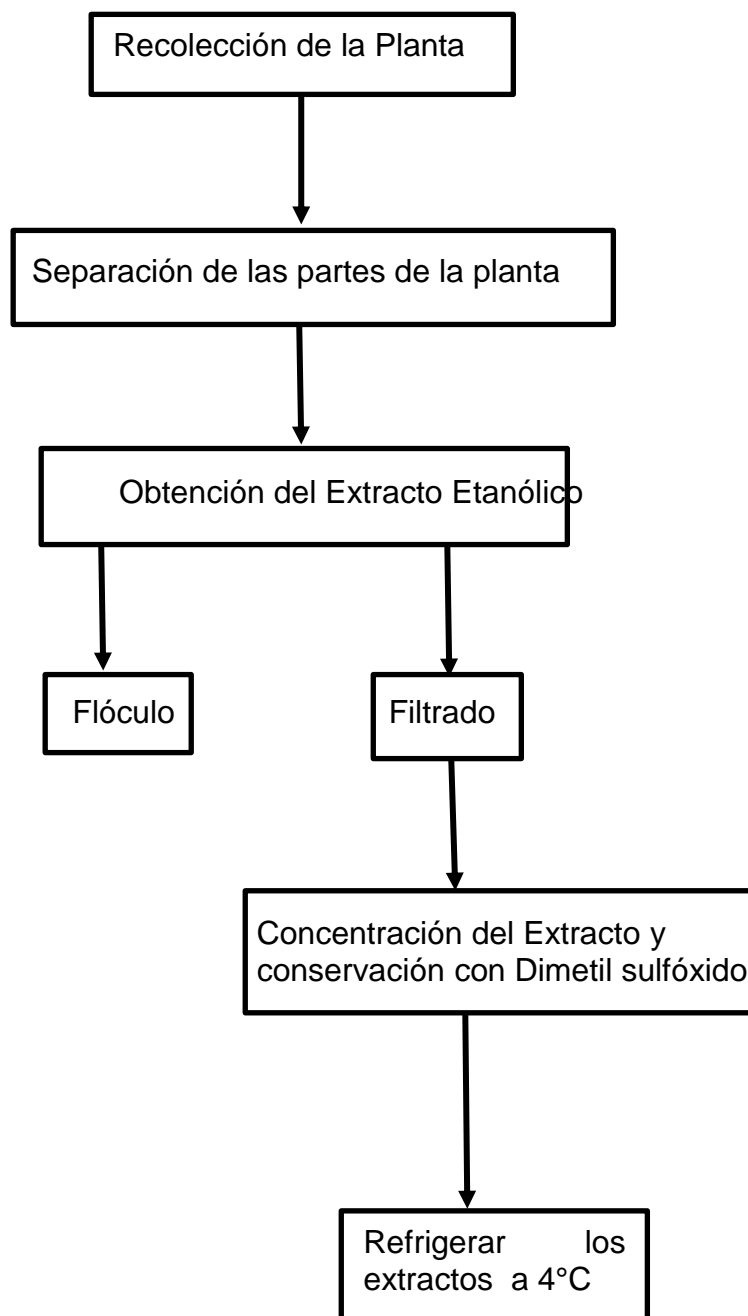 Recolección de la Planta
Separación de las partes de la planta
Obtención del Extracto Etanólico
Flóculo
Filtrado
Concentración del Extracto y
conservación con Dimetil sulfóxido
Refrigerar los
extractos a 4°C